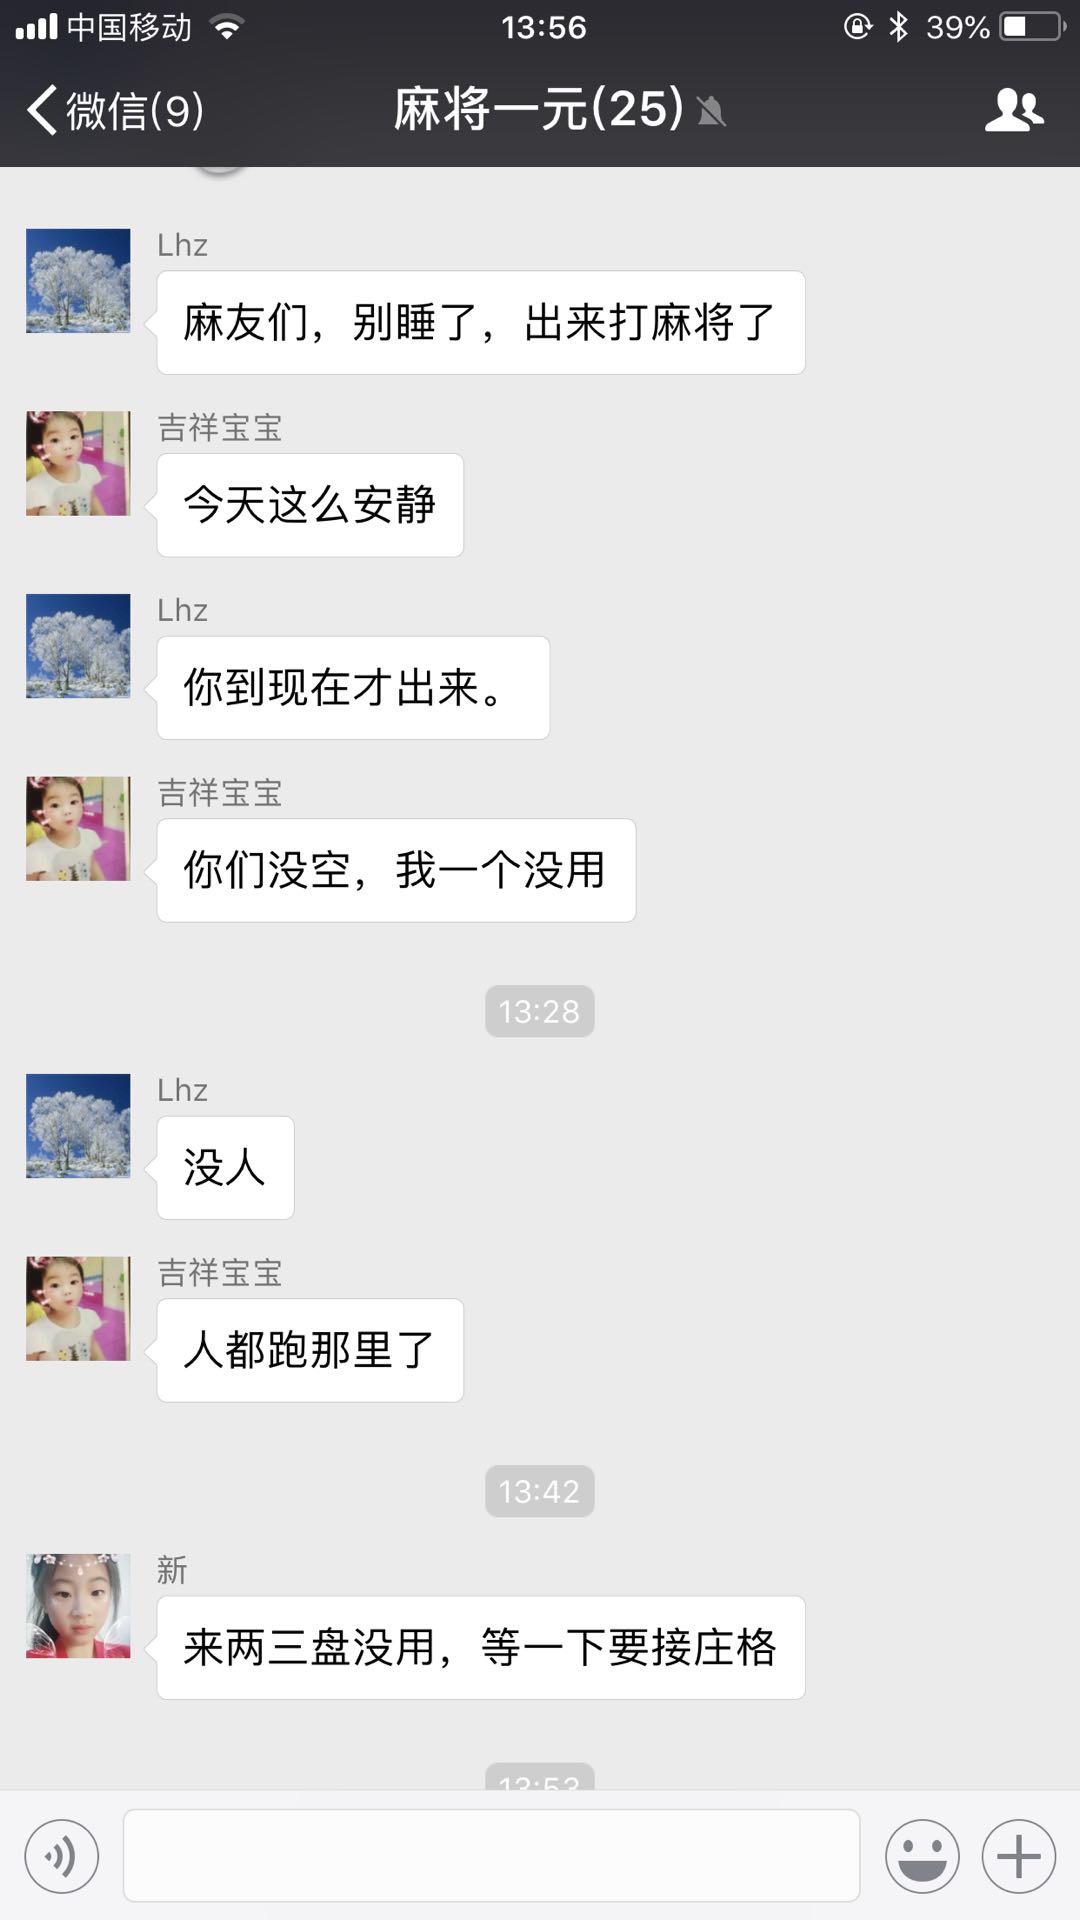 中国移动 13:56 39%
微信(9) 麻将一元(25)
Lhz
麻友们，别睡了，出来打麻将了
吉祥宝宝
今天这么安静
Lhz
你到现在才出来。
吉祥宝宝
你们没空，我一个没用
13:28
Lhz
没人
吉祥宝宝
人都跑那里了
13:42
新
来两三盘没用，等一下要接庄格
13:53